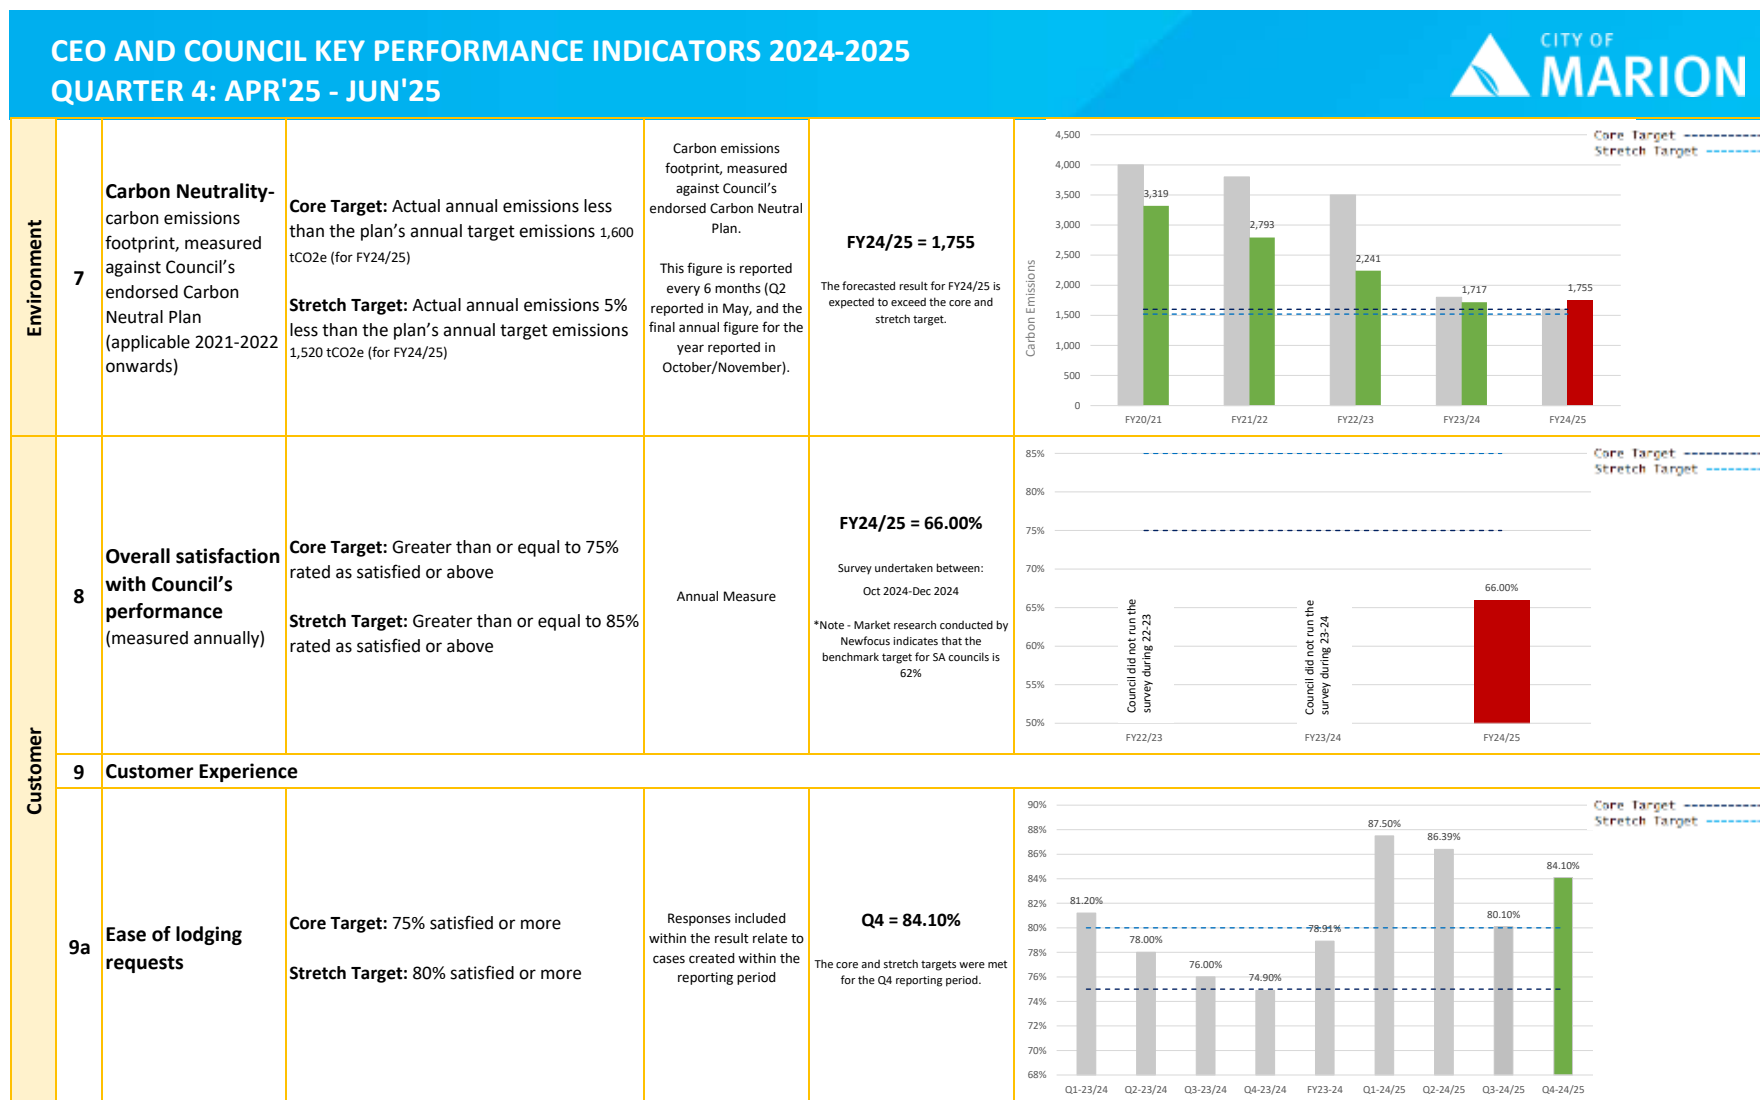 CEO AND COUNCIL KEY PERFORMANCE INDICATORS 2024-2025
QUARTER 4: APR'25 - JUN'25
CITY OF
MARION
Environment
7
Carbon Neutrality-
carbon emissions
footprint, measured
against Council's
endorsed Carbon
Neutral Plan
(applicable 2021-2022
onwards)
Core Target: Actual annual emissions less
than the plan's annual target emissions 1,600
tCO2e (for FY24/25)
Stretch Target: Actual annual emissions 5%
less than the plan's annual target emissions
1,520 tCO2e (for FY24/25)
Carbon emissions
footprint, measured
against Council's
endorsed Carbon Neutral
Plan.
This figure is reported
every 6 months (Q2
reported in May, and the
final annual figure for the
year reported in
October/November).
FY24/25 = 1,755
The forecasted result for FY24/25 is
expected to exceed the core and
stretch target.
Core Target
Stretch Target
Carbon Emissions
4,500
4,000
3,500
3,000
2,500
2,000
1,500
1,000
500
0
3,319
2,793
2,241
1,717
1,755
FY20/21
FY21/22
FY22/23
FY23/24
FY24/25
Customer
8
Overall satisfaction
with Council's
performance
(measured annually)
Core Target: Greater than or equal to 75%
rated as satisfied or above
Stretch Target: Greater than or equal to 85%
rated as satisfied or above
Annual Measure
FY24/25 = 66.00%
Survey undertaken between:
Oct 2024-Dec 2024
*Note - Market research conducted by
Newfocus indicates that the
benchmark target for SA councils is
62%
Core Target
Stretch Target
85%
80%
75%
70%
65%
60%
55%
50%
Council did not run the
survey during 22-23
Council did not run the
survey during 23-24
66.00%
FY22/23
FY23/24
FY24/25
9
Customer Experience
9a
Ease of lodging
requests
Core Target: 75% satisfied or more
Stretch Target: 80% satisfied or more
Responses included
within the result relate to
cases created within the
reporting period
Q4 = 84.10%
The core and stretch targets were met
for the Q4 reporting period.
Core Target
Stretch Target
90%
88%
86%
84%
82%
80%
78%
76%
74%
72%
70%
68%
81.20%
78.00%
76.00%
74.90%
78.91%
87.50%
86.39%
80.10%
84.10%
Q1-23/24
Q2-23/24
Q3-23/24
Q4-23/24
FY23-24
Q1-24/25
Q2-24/25
Q3-24/25
Q4-24/25